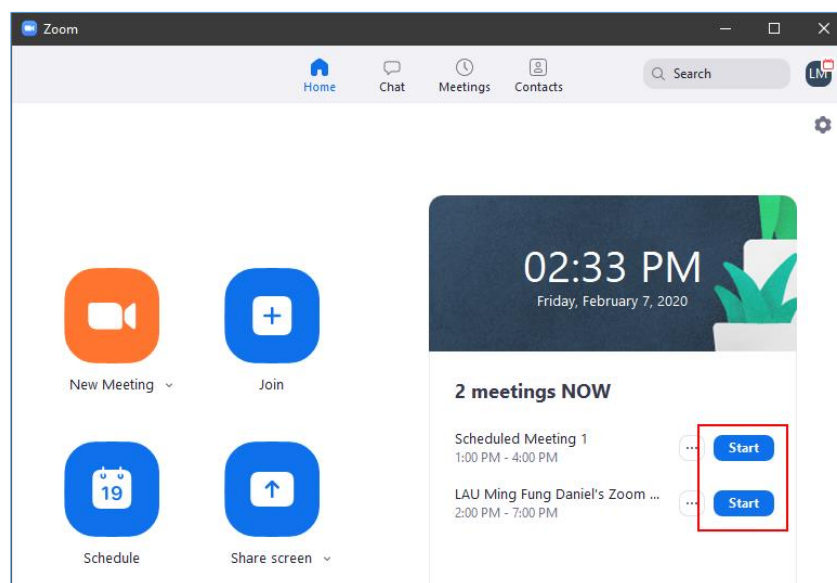 Zoom
Home
Chat
Meetings
Contacts
Search
LM
02:33 PM
Friday, February 7, 2020
New Meeting
Join
2 meetings NOW
Scheduled Meeting 1
1:00 PM - 4:00 PM
... Start
LAU Ming Fung Daniel's Zoom ...
2:00 PM - 7:00 PM
... Start
19
Schedule
Share screen